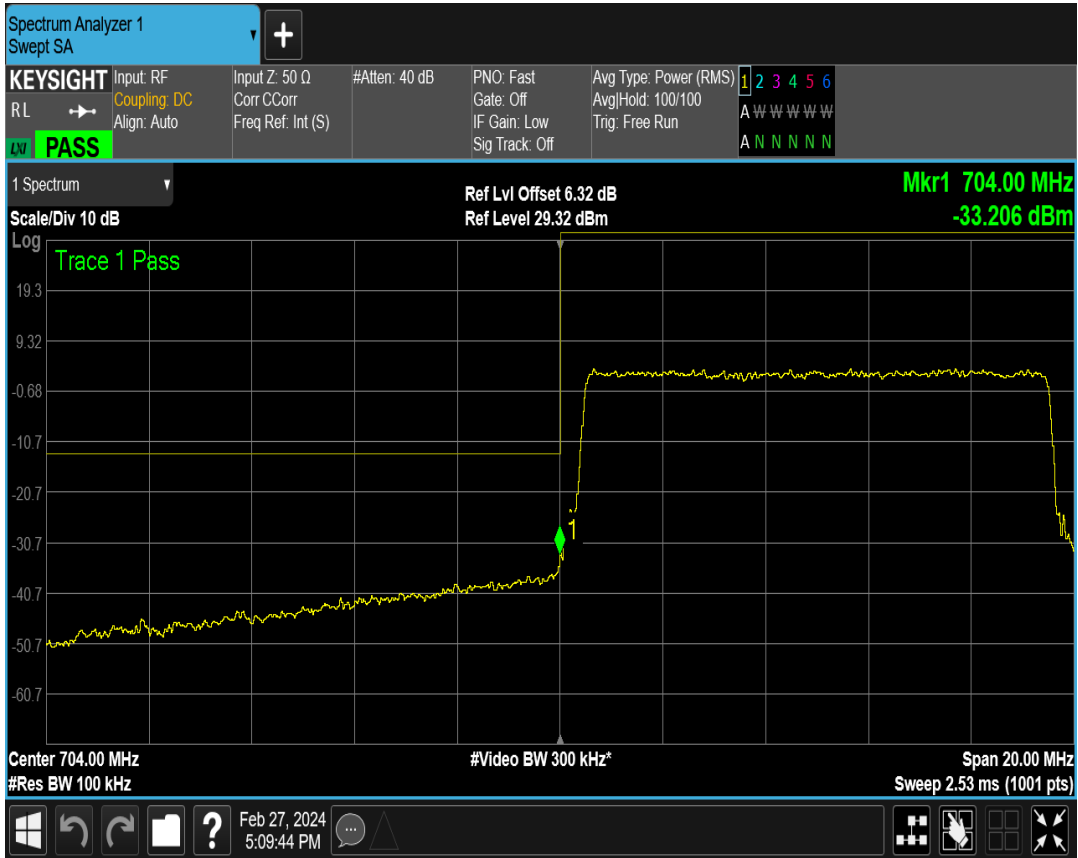 Spectrum Analyzer 1
Swept SA
+
KEYSIGHT
R L
LXI PASS
Input: RF
Coupling: DC
Align: Auto
Input Z: 50 Ω
Corr CCorr
Freq Ref: Int (S)
#Atten: 40 dB
PNO: Fast
Gate: Off
IF Gain: Low
Sig Track: Off
Avg Type: Power (RMS)
Avg|Hold: 100/100
Trig: Free Run
1 2 3 4 5 6
A W W W W W
A N N N N N
1 Spectrum
Scale/Div 10 dB
Log
Ref Lvl Offset 6.32 dB
Ref Level 29.32 dBm
Mkr1 704.00 MHz
-33.206 dBm
Trace 1 Pass
19.3
9.32
-0.68
-10.7
-20.7
-30.7
-40.7
-50.7
-60.7
1
Center 704.00 MHz
#Res BW 100 kHz
#Video BW 300 kHz*
Span 20.00 MHz
Sweep 2.53 ms (1001 pts)
?
Feb 27, 2024
5:09:44 PM